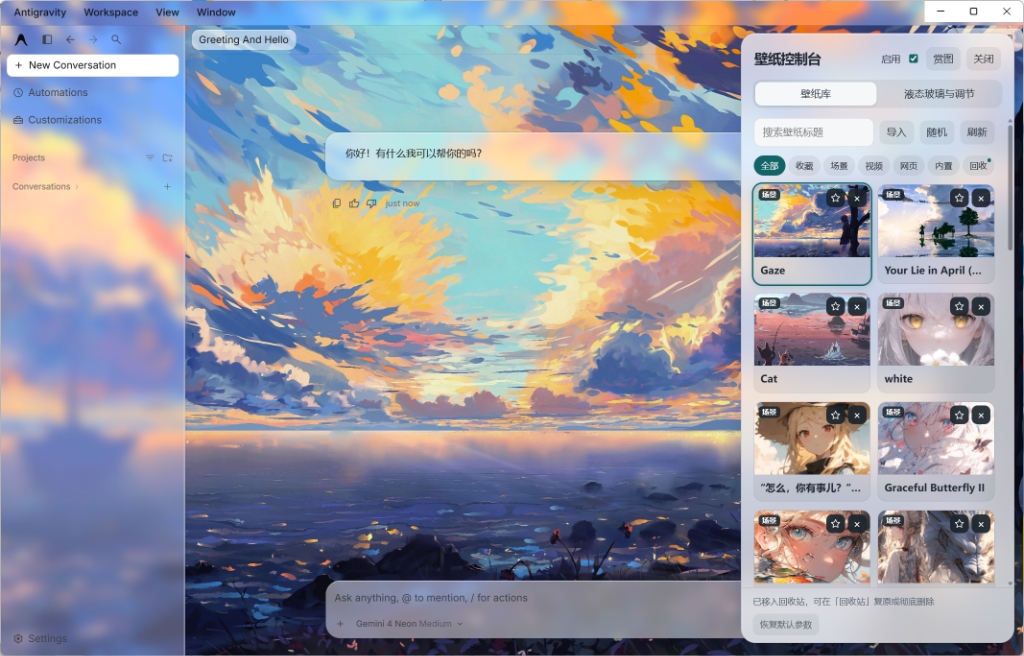 Antigravity Workspace View Window
Greeting And Hello
+ New Conversation
Automations
Customizations
Projects
Conversations
Settings
你好！有什么我可以帮你的吗？
just now
Ask anything, @ to mention, / for actions
Gemini 4 Neon Medium
壁纸控制台 启用 赏图 关闭
壁纸库 液态玻璃与调节
搜索壁纸标题 导入 随机 刷新
全部 收藏 场景 视频 网页 内置 回收
场景 场景
Gaze Your Lie in April (...
场景 场景
Cat white
场景 场景
“怎么，你有事儿？”... Graceful Butterfly II
场景 场景
已移入回收站，可在「回收站」复原或彻底删除
恢复默认参数